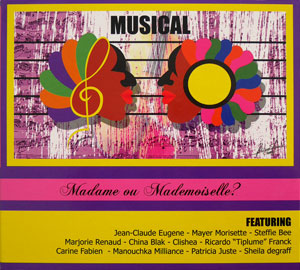 MUSICAL
Madame ou Mademoiselle?
FEATURING
Jean-Claude Eugene - Mayer Morisette - Steffie Bee
Marjorie Renaud - China Blak - Clishea - Ricardo "Tiplume" Franck
Carine Fabien - Manouchka Milliance - Patricia Juste - Sheila degraff